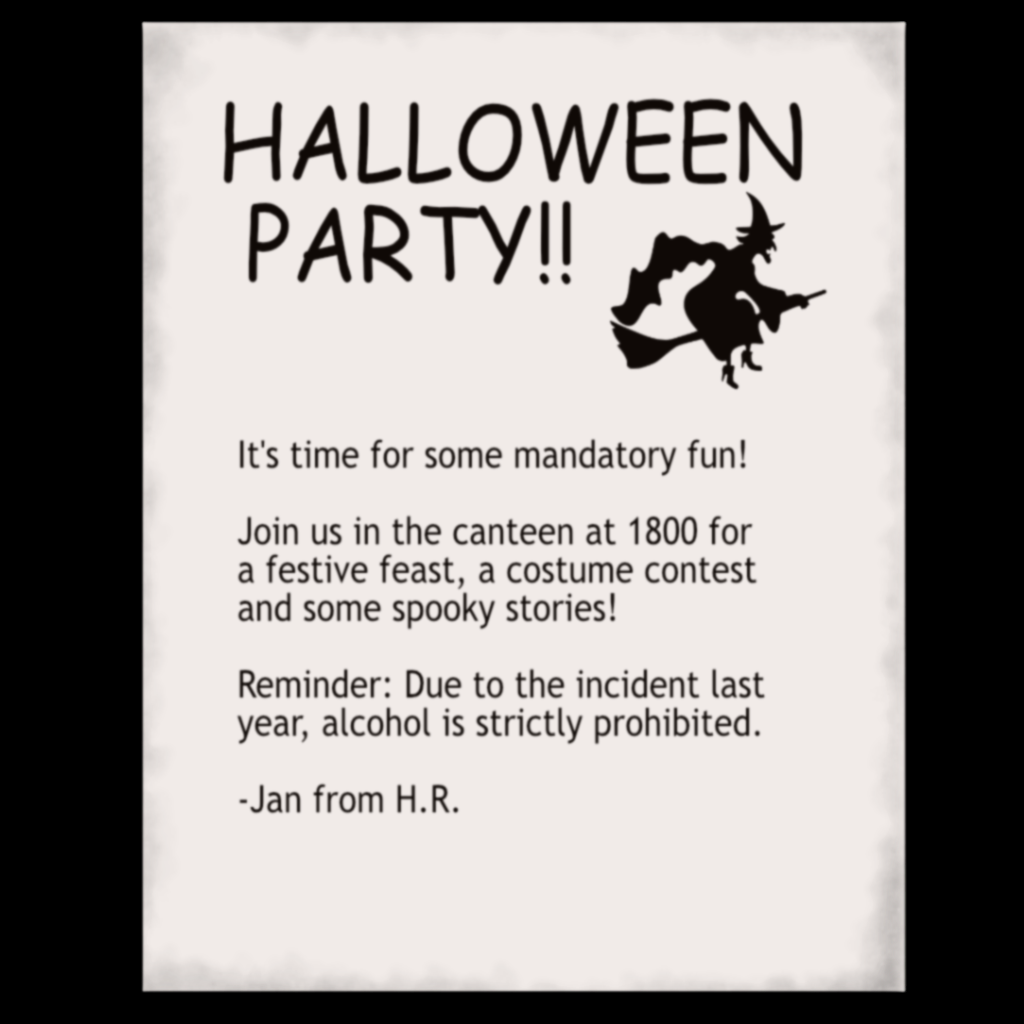 HALLOWEEN
PARTY!!
It's time for some mandatory fun!
Join us in the canteen at 1800 for
a festive feast, a costume contest
and some spooky stories!
Reminder: Due to the incident last
year, alcohol is strictly prohibited.
-Jan from H.R.